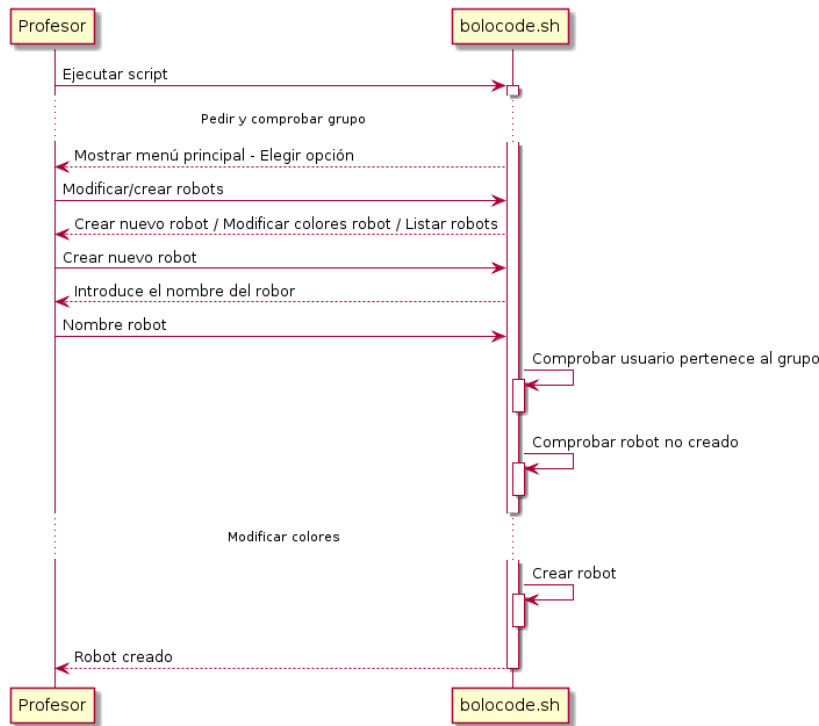 Profesor
bolocode.sh
Ejecutar script
Pedir y comprobar grupo
Mostrar menú principal - Elegir opción
Modificar/crear robots
Crear nuevo robot / Modificar colores robot / Listar robots
Crear nuevo robot
Introduce el nombre del robor
Nombre robot
Comprobar usuario pertenece al grupo
Comprobar robot no creado
Modificar colores
Crear robot
Robot creado
Profesor
bolocode.sh